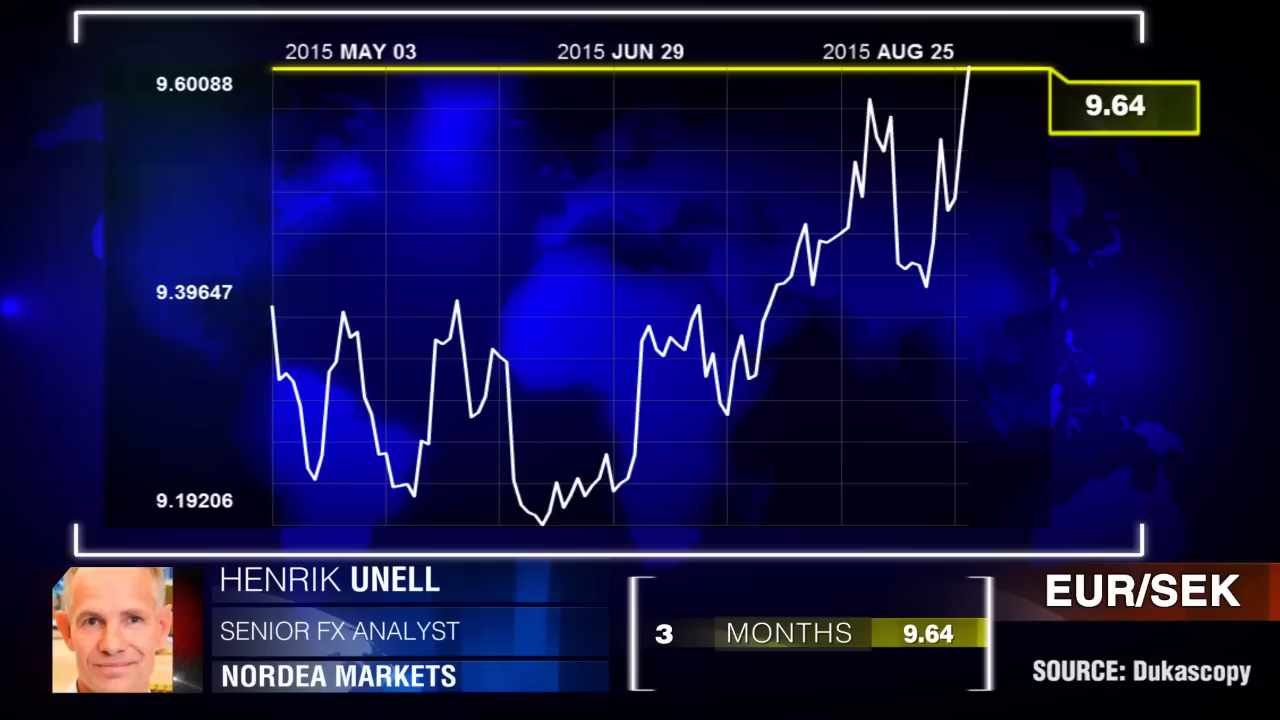 2015 MAY 03
2015 JUN 29
2015 AUG 25
9.60088
9.64
9.39647
9.19206
HENRIK UNELL
SENIOR FX ANALYST
NORDEA MARKETS
3 MONTHS 9.64
EUR/SEK
SOURCE: Dukascopy